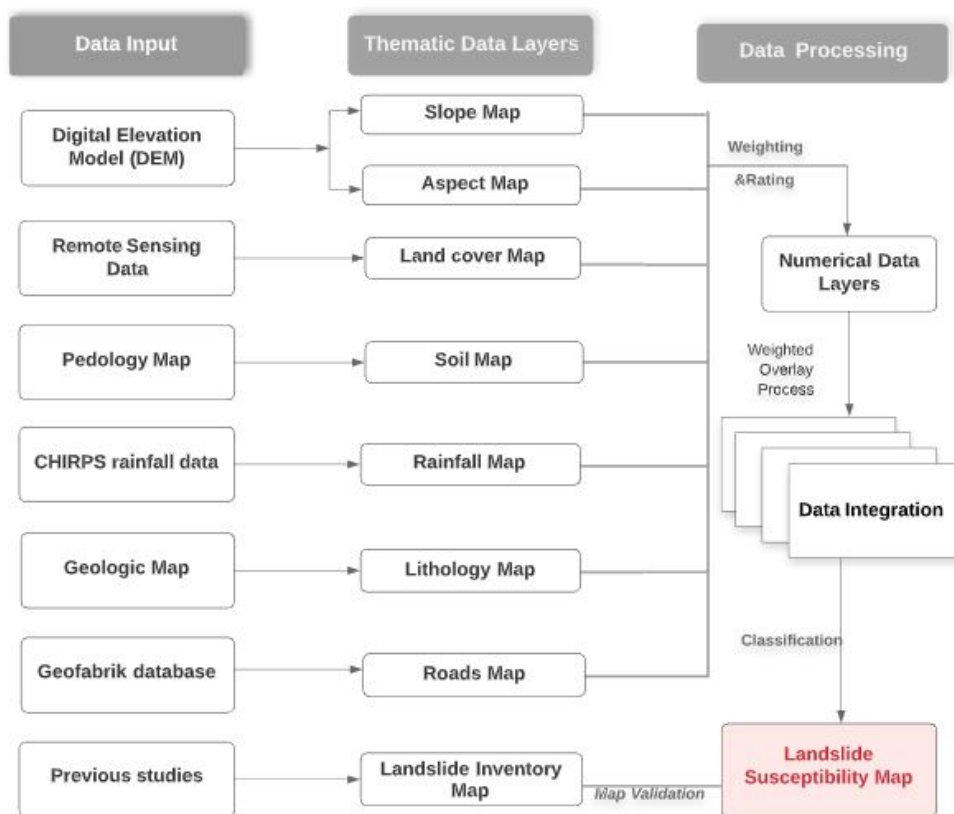 Data Input
Thematic Data Layers
Data Processing
Digital Elevation
Model (DEM)
Slope Map
Aspect Map
Weighting
&Rating
Remote Sensing
Data
Land cover Map
Numerical Data
Layers
Pedology Map
Soil Map
Weighted
Overlay
Process
CHIRPS rainfall data
Rainfall Map
Data Integration
Geologic Map
Lithology Map
Classification
Geofabrik database
Roads Map
Previous studies
Landslide Inventory
Map
Map Validation
Landslide
Susceptibility Map